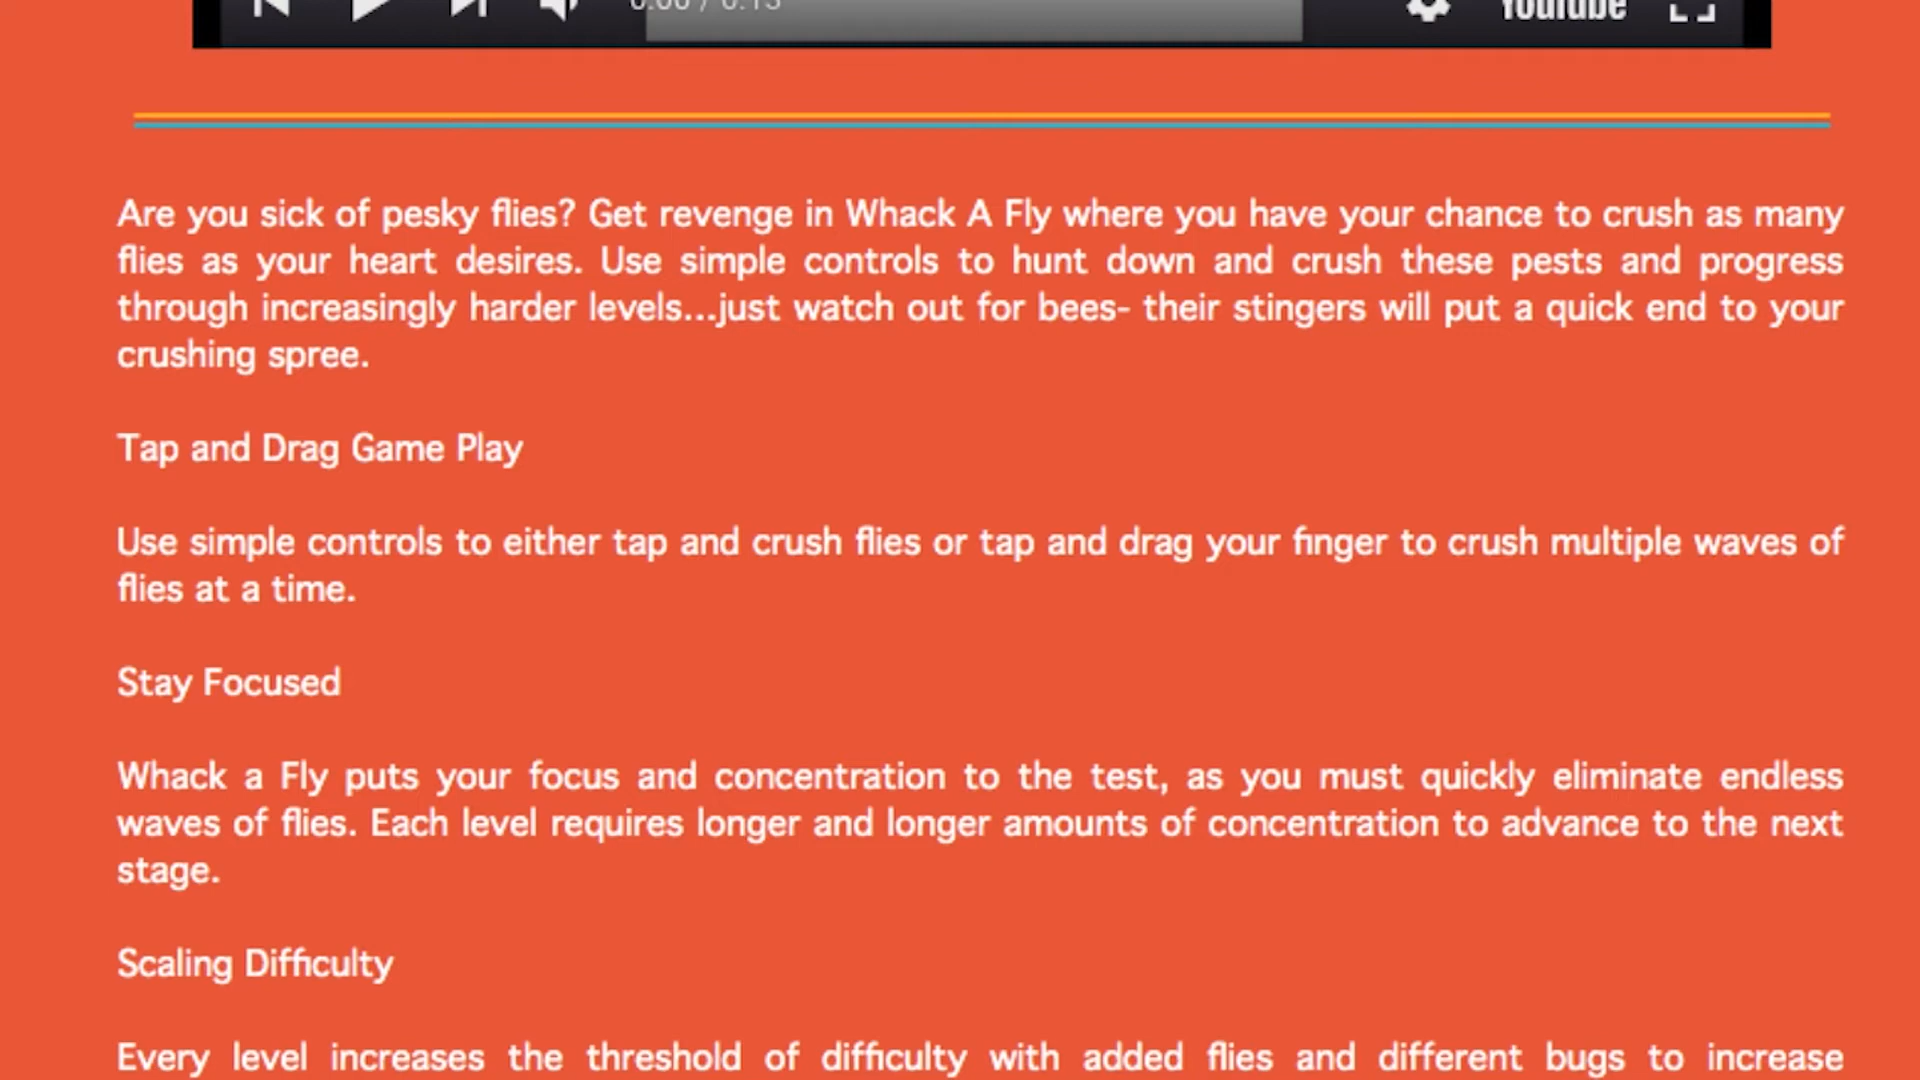 0:00 / 0:13
YouTube
Are you sick of pesky flies? Get revenge in Whack A Fly where you have your chance to crush as many
flies as your heart desires. Use simple controls to hunt down and crush these pests and progress
through increasingly harder levels...just watch out for bees- their stingers will put a quick end to your
crushing spree.
Tap and Drag Game Play
Use simple controls to either tap and crush flies or tap and drag your finger to crush multiple waves of
flies at a time.
Stay Focused
Whack a Fly puts your focus and concentration to the test, as you must quickly eliminate endless
waves of flies. Each level requires longer and longer amounts of concentration to advance to the next
stage.
Scaling Difficulty
Every level increases the threshold of difficulty with added flies and different bugs to increase